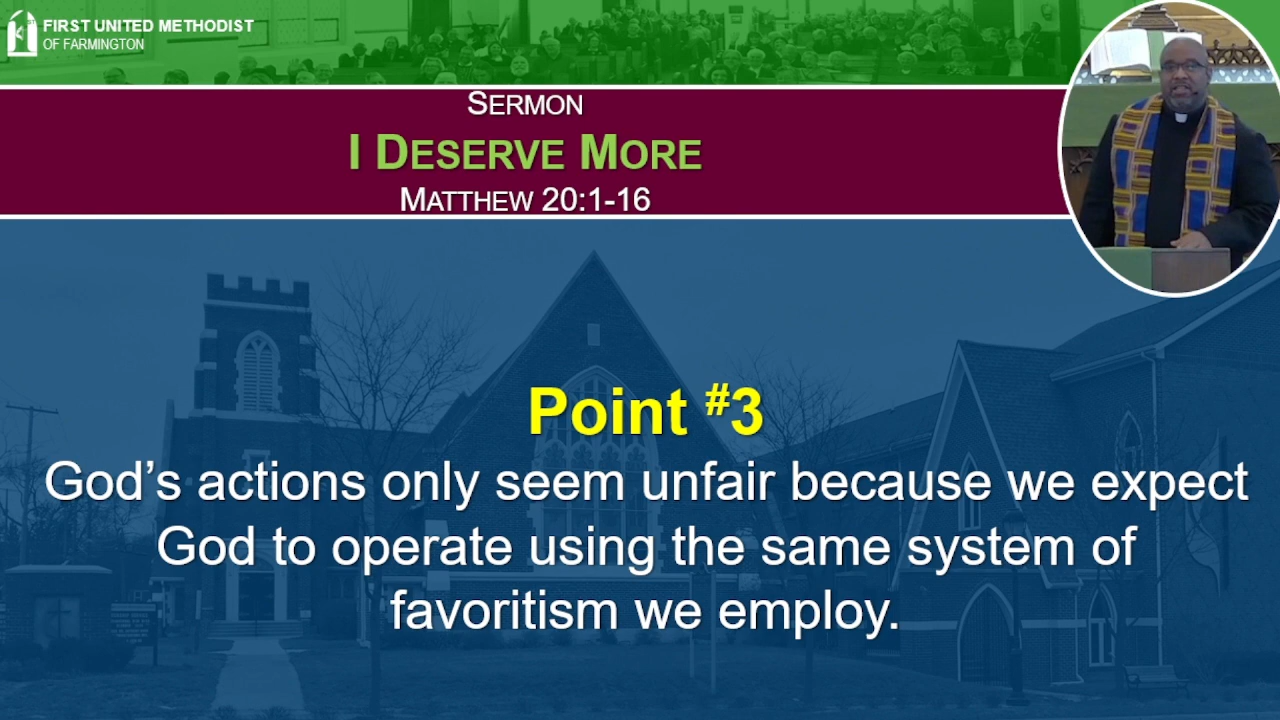 FIRST UNITED METHODIST
OF FARMINGTON
SERMON
I DESERVE MORE
MATTHEW 20:1-16
Point #3
God’s actions only seem unfair because we expect
God to operate using the same system of
favoritism we employ.